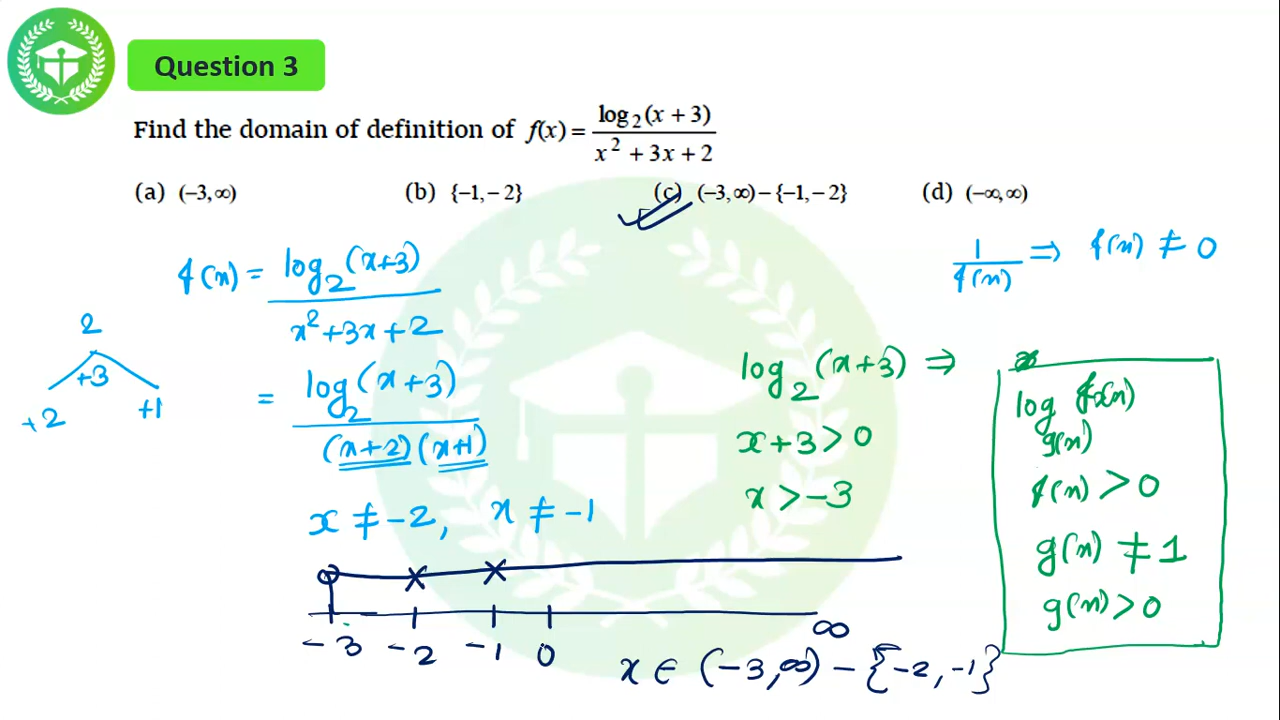 Question 3
Find the domain of definition of f(x) = log₂(x + 3) / x² + 3x + 2
(a) (−3, ∞) (b) {−1, −2} (c) (−3, ∞) − {−1, −2} (d) (−∞, ∞)
f(x) = log₂(x+3) / x²+3x+2
1 / f(x) ⇒ f(x) ≠ 0
2
+3
+2 +1
= log₂(x+3) / (x+2)(x+1)
x ≠ −2, x ≠ −1
log₂(x+3) ⇒
x+3 > 0
x > −3
log g(x) f(x)
f(x) > 0
g(x) ≠ 1
g(x) > 0
−3 −2 −1 0 ∞
x ∈ (−3, ∞) − {−2, −1}